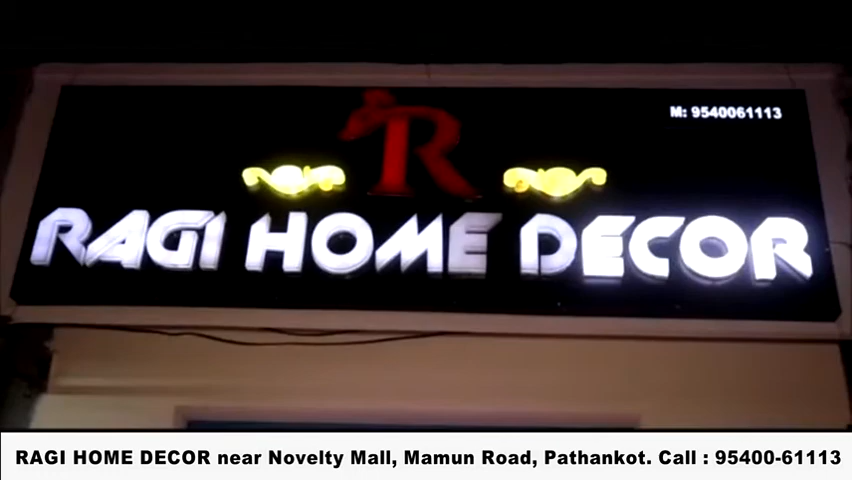 R
M: 9540061113
RAGI HOME DECOR
RAGI HOME DECOR near Novelty Mall, Mamun Road, Pathankot. Call : 95400-61113